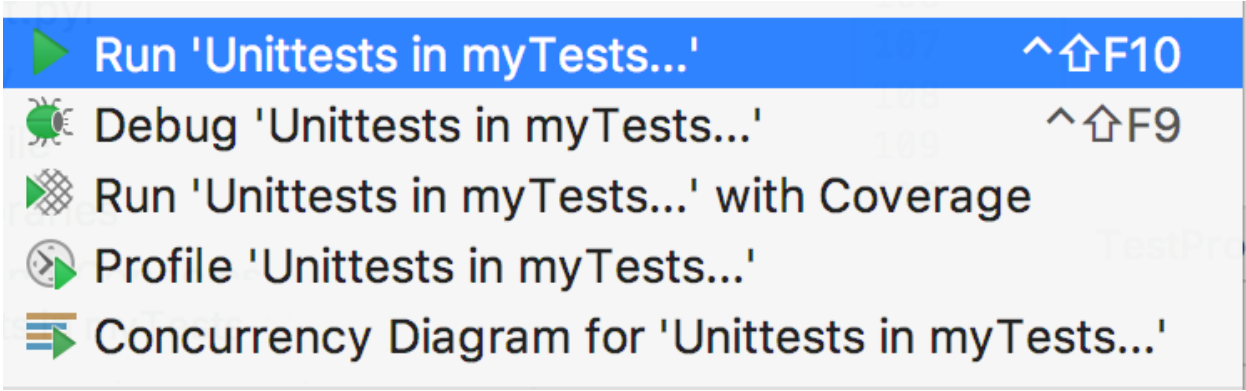 Run 'Unittests in myTests...' ^⇧F10
Debug 'Unittests in myTests...' ^⇧F9
Run 'Unittests in myTests...' with Coverage
Profile 'Unittests in myTests...'
Concurrency Diagram for 'Unittests in myTests...'